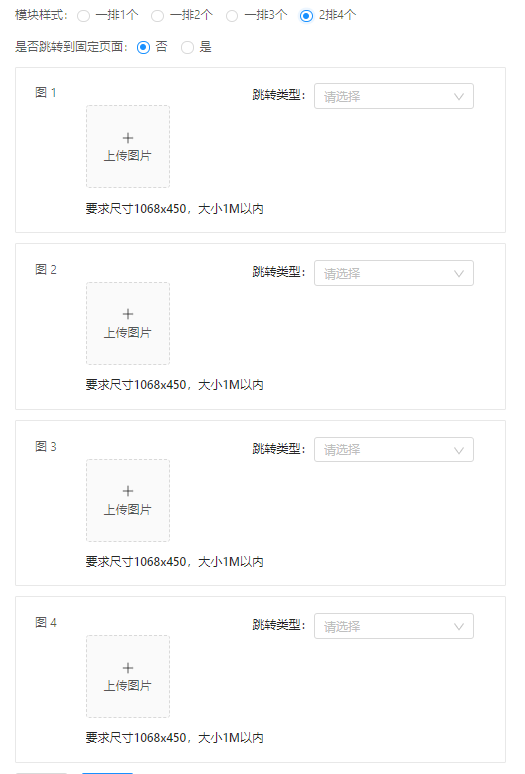 模块样式： 一排1个 一排2个 一排3个 2排4个
是否跳转到固定页面： 否 是
图 1 跳转类型： 请选择
上传图片
要求尺寸1068x450，大小1M以内
图 2 跳转类型： 请选择
上传图片
要求尺寸1068x450，大小1M以内
图 3 跳转类型： 请选择
上传图片
要求尺寸1068x450，大小1M以内
图 4 跳转类型： 请选择
上传图片
要求尺寸1068x450，大小1M以内